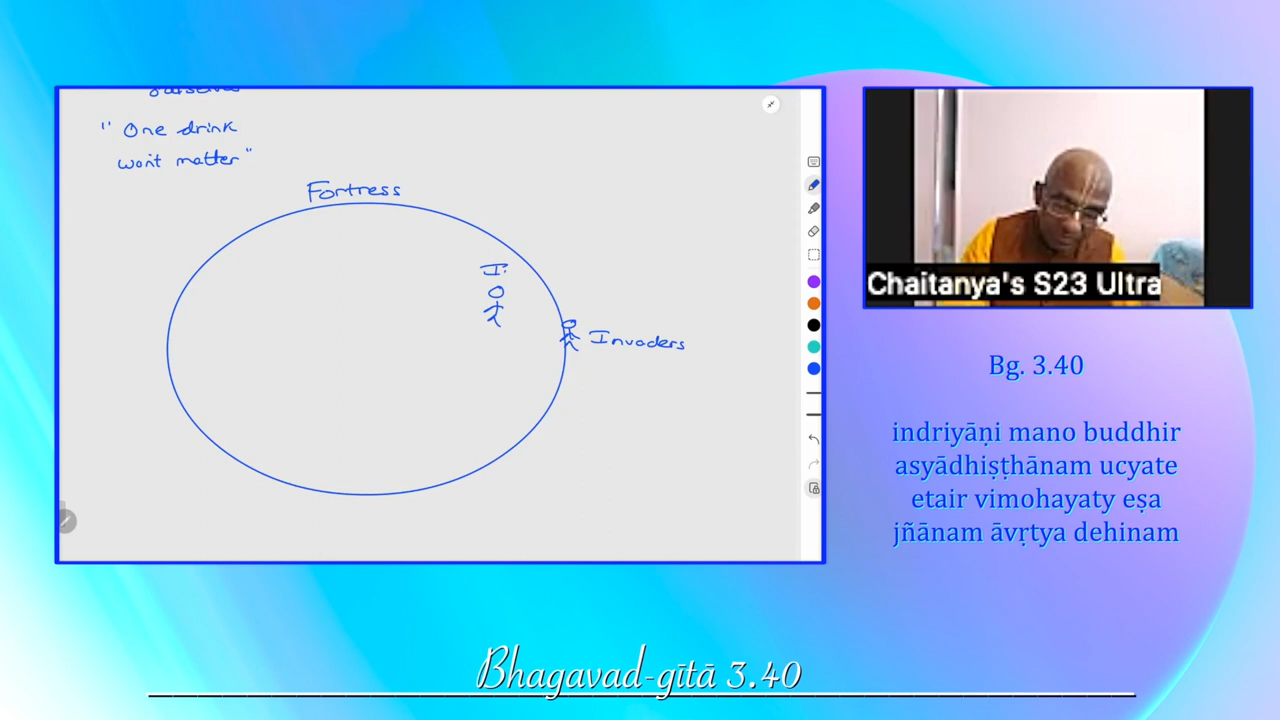 " One drink
won't matter"
Fortress
I
Invaders
Chaitanya's S23 Ultra
Bg. 3.40
indriyāṇi mano buddhir
asyādhiṣṭhānam ucyate
etair vimohayaty eṣa
jñānam āvṛtya dehinam
Bhagavad-gītā 3.40